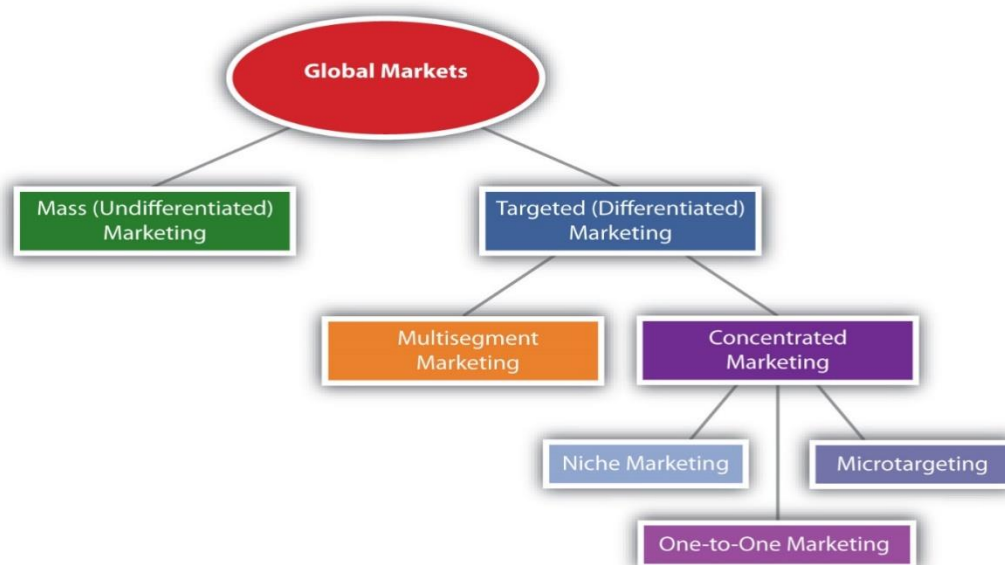 Global Markets
Mass (Undifferentiated)
Marketing
Targeted (Differentiated)
Marketing
Multisegment
Marketing
Concentrated
Marketing
Niche Marketing
Microtargeting
One-to-One Marketing